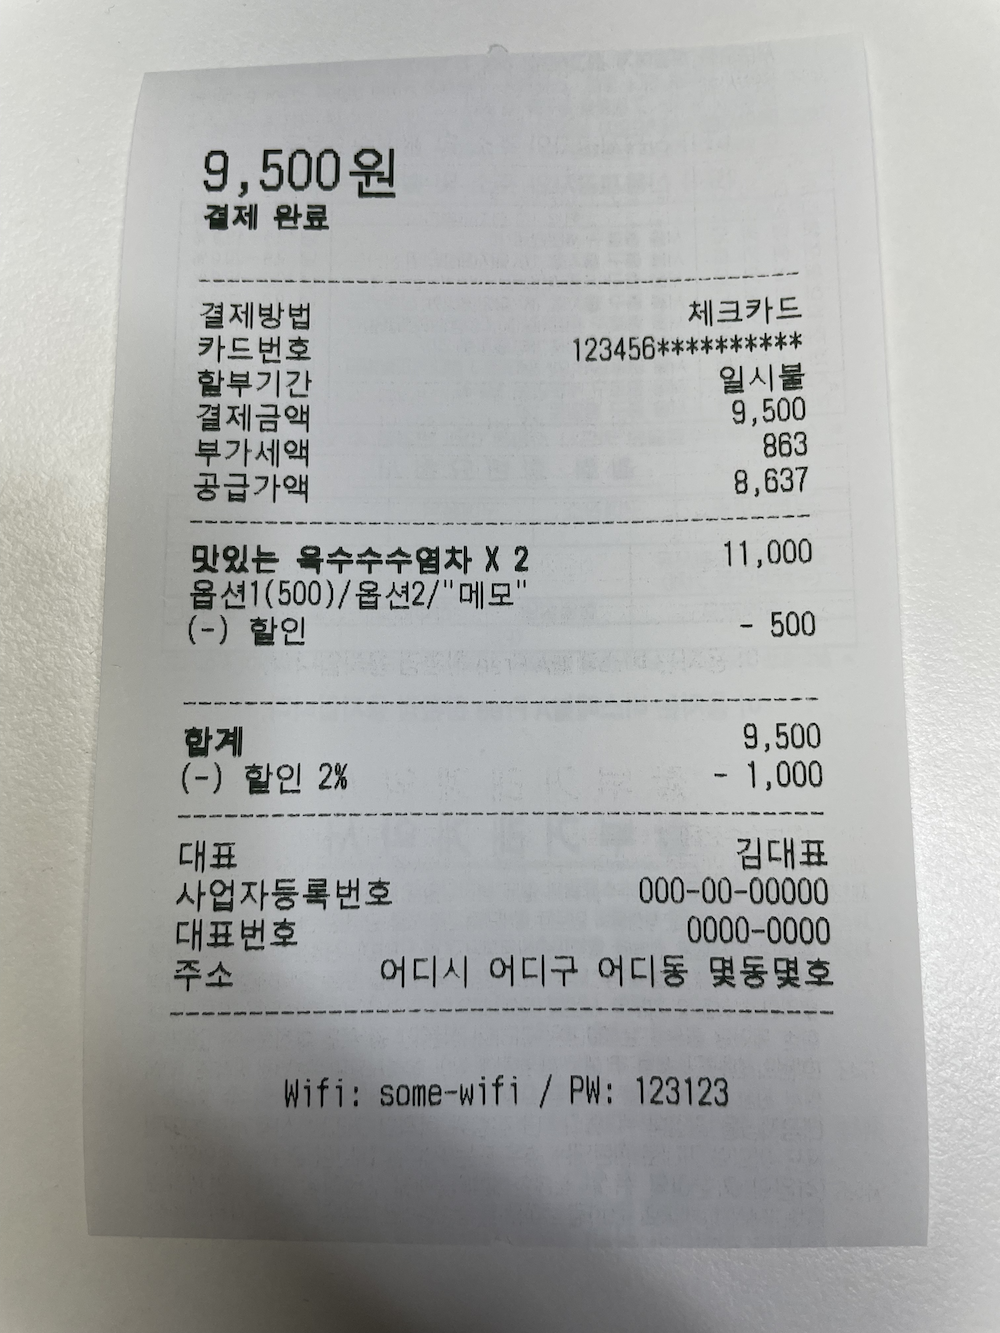 9,500원
결제 완료
결제방법 체크카드
카드번호 123456**********
할부기간 일시불
결제금액 9,500
부가세액 863
공급가액 8,637
맛있는 옥수수수염차 X 2 11,000
옵션1(500)/옵션2/"메모"
(-) 할인 - 500
합계 9,500
(-) 할인 2% - 1,000
대표 김대표
사업자등록번호 000-00-00000
대표번호 0000-0000
주소 어디시 어디구 어디동 몇동몇호
Wifi: some-wifi / PW: 123123